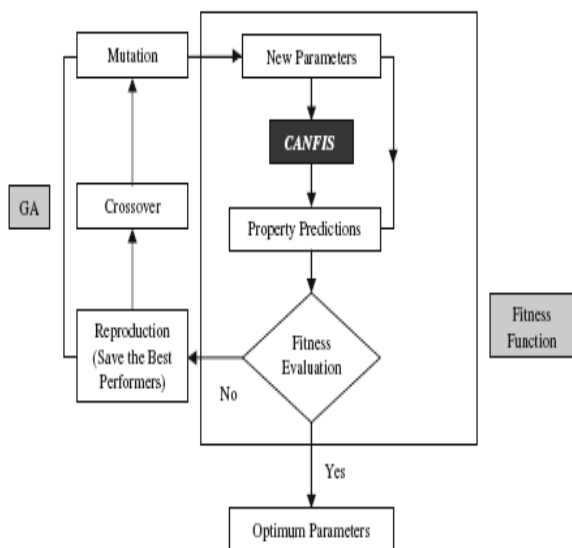 Mutation
New Parameters
CANFIS
GA
Crossover
Property Predictions
Reproduction
(Save the Best
Performers)
Fitness
Evaluation
Fitness
Function
No
Yes
Optimum Parameters